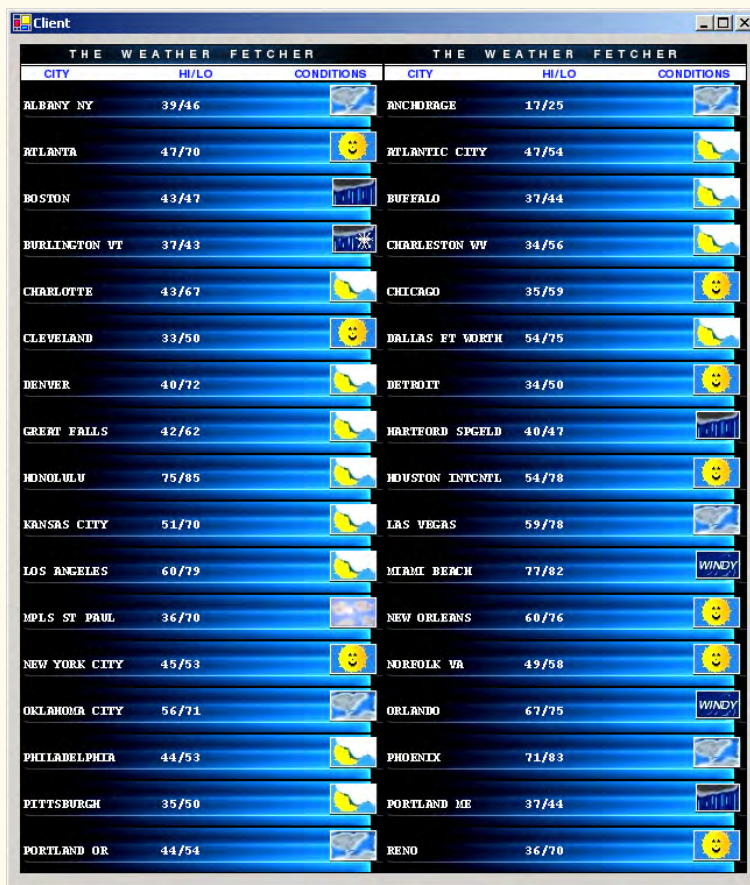 Client
THE WEATHER FETCHER THE WEATHER FETCHER
CITY HI/LO CONDITIONS CITY HI/LO CONDITIONS
ALBANY NY 39/46 ANCHORAGE 17/25
ATLANTA 47/70 ATLANTIC CITY 47/54
BOSTON 43/47 BUFFALO 37/44
BURLINGTON VT 37/43 CHARLESTON WV 34/56
CHARLOTTE 43/67 CHICAGO 35/59
CLEVELAND 33/50 DALLAS FT WORTH 54/75
DENVER 40/72 DETROIT 34/50
GREAT FALLS 42/62 HARTFORD SPGFLD 40/47
HONOLULU 75/85 HOUSTON INTCNTL 54/78
KANSAS CITY 51/70 LAS VEGAS 59/78
LOS ANGELES 60/79 MIAMI BEACH 77/82 WINDY
MPLS ST PAUL 36/70 NEW ORLEANS 60/76
NEW YORK CITY 45/53 NORFOLK VA 49/58
OKLAHOMA CITY 56/71 ORLANDO 67/75 WINDY
PHILADELPHIA 44/53 PHOENIX 71/83
PITTSBURGH 35/50 PORTLAND ME 37/44
PORTLAND OR 44/54 RENO 36/70